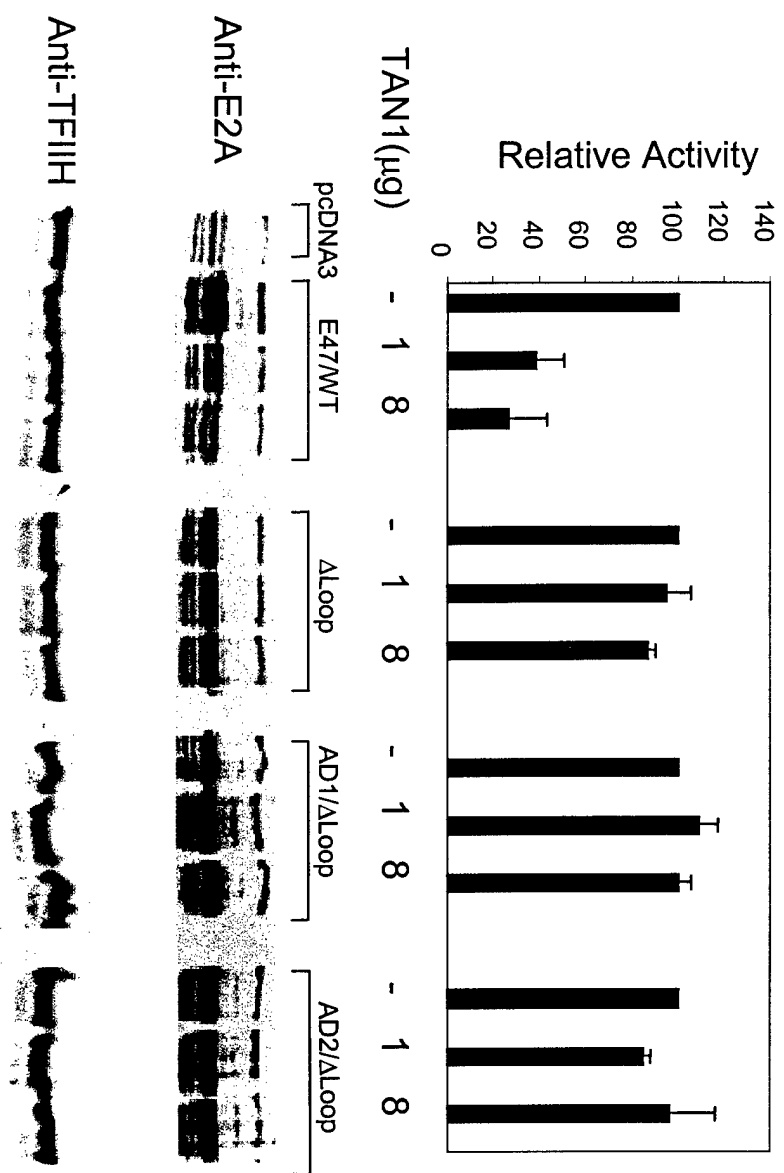 Relative Activity
140
120
100
80
60
40
20
0
TAN1(μg) - 1 8 - 1 8 - 1 8 - 1 8
pcDNA3 E47/WT ΔLoop AD1/ΔLoop AD2/ΔLoop
Anti-E2A
Anti-TFIIH